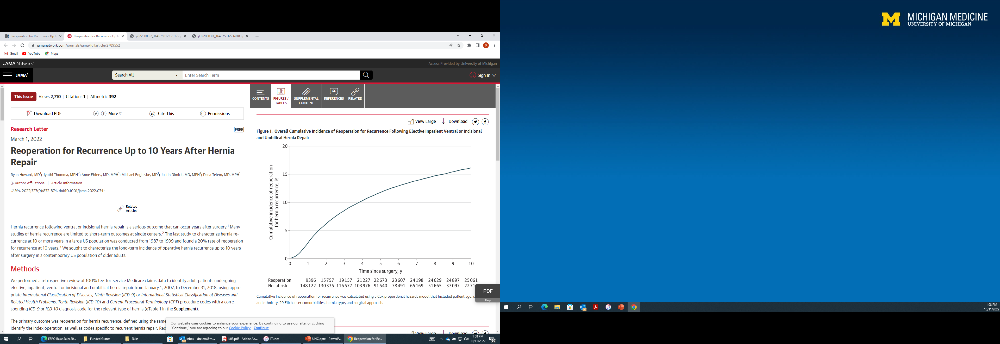 MICHIGAN MEDICINE
UNIVERSITY OF MICHIGAN
Reoperation for Recurrence Up t
Reoperation for Recurrence Up t
jld220003f2_1645750122.70179.p
jld220003f1_1645750122.69183.p
jamanetwork.com/journals/jama/fullarticle/2789552
D
Gmail YouTube Maps
JAMA Network
Access Provided by University of Michigan
JAMA
Search All
Enter Search Term
Sign In
This Issue Views 2,710 | Citations 1 | Altmetric 392
Download PDF More Cite This Permissions
Research Letter
FREE
March 1, 2022
Reoperation for Recurrence Up to 10 Years After Hernia
Repair
Ryan Howard, MD1; Jyothi Thumma, MPH2; Anne Ehlers, MD, MPH1; Michael Englesbe, MD1; Justin Dimick, MD, MPH1; Dana Telem, MD, MPH1
Author Affiliations | Article Information
JAMA. 2022;327(9):872-874. doi:10.1001/jama.2022.0744
Related
Articles
Hernia recurrence following ventral or incisional hernia repair is a serious outcome that can occur years after surgery.1 Many
studies of hernia recurrence are limited to short-term outcomes at single centers.2 The last study to characterize hernia re-
currence at 10 or more years in a large US population was conducted from 1987 to 1999 and found a 20% rate of reoperation
for recurrence at 10 years.3 We sought to characterize the long-term incidence of operative hernia recurrence up to 10 years
after surgery in a contemporary US population of older adults.
Methods
We performed a retrospective review of 100% fee-for-service Medicare claims data to identify adult patients undergoing
elective, inpatient, ventral or incisional and umbilical hernia repair from January 1, 2007, to December 31, 2018, using appro-
priate International Classification of Diseases, Ninth Revision (ICD-9) or International Statistical Classification of Diseases and
Related Health Problems, Tenth Revision (ICD-10) and Current Procedural Terminology (CPT) procedure codes with a corre-
sponding ICD-9 or ICD-10 diagnosis code for the relevant type of hernia (eTable 1 in the Supplement).
The primary outcome was reoperation for hernia recurrence, defined using the same
identify the index operation, as well as codes specific to recurrent hernia repair. Reo
CONTENTS
FIGURES /
TABLES
SUPPLEMENTAL
CONTENT
REFERENCES
RELATED
View Large Download
Figure 1. Overall Cumulative Incidence of Reoperation for Recurrence Following Elective Inpatient Ventral or Incisional
and Umbilical Hernia Repair
Cumulative incidence of reoperation
for hernia recurrence, %
20
15
10
5
0
0 1 2 3 4 5 6 7 8 9 10
Time since surgery, y
Reoperation 9396 15757 19157 21227 22673 23607 24198 24629 24897 25061
No. at risk 148122 130335 116577 103976 91540 78491 65169 51665 37097 2271
PDF
Help
Cumulative incidence of reoperation for recurrence was calculated using a Cox proportional hazards model that included patient age, s
and ethnicity, 29 Elixhauser comorbidities, hernia type, and surgical approach.
Our website uses cookies to enhance your experience. By continuing to use our site, or clicking
"Continue," you are agreeing to our Cookie Policy | Continue
View Large Download
ESPO Bake Sale: 20...
Funded Grants
Talks
Inbox - dtelem@m...
K08.pdf - Adobe Ac...
iTunes
UNC.pptx - PowerP...
Reoperation for Re...
1:08 PM
10/11/2022
20
1:08 PM
10/11/2022